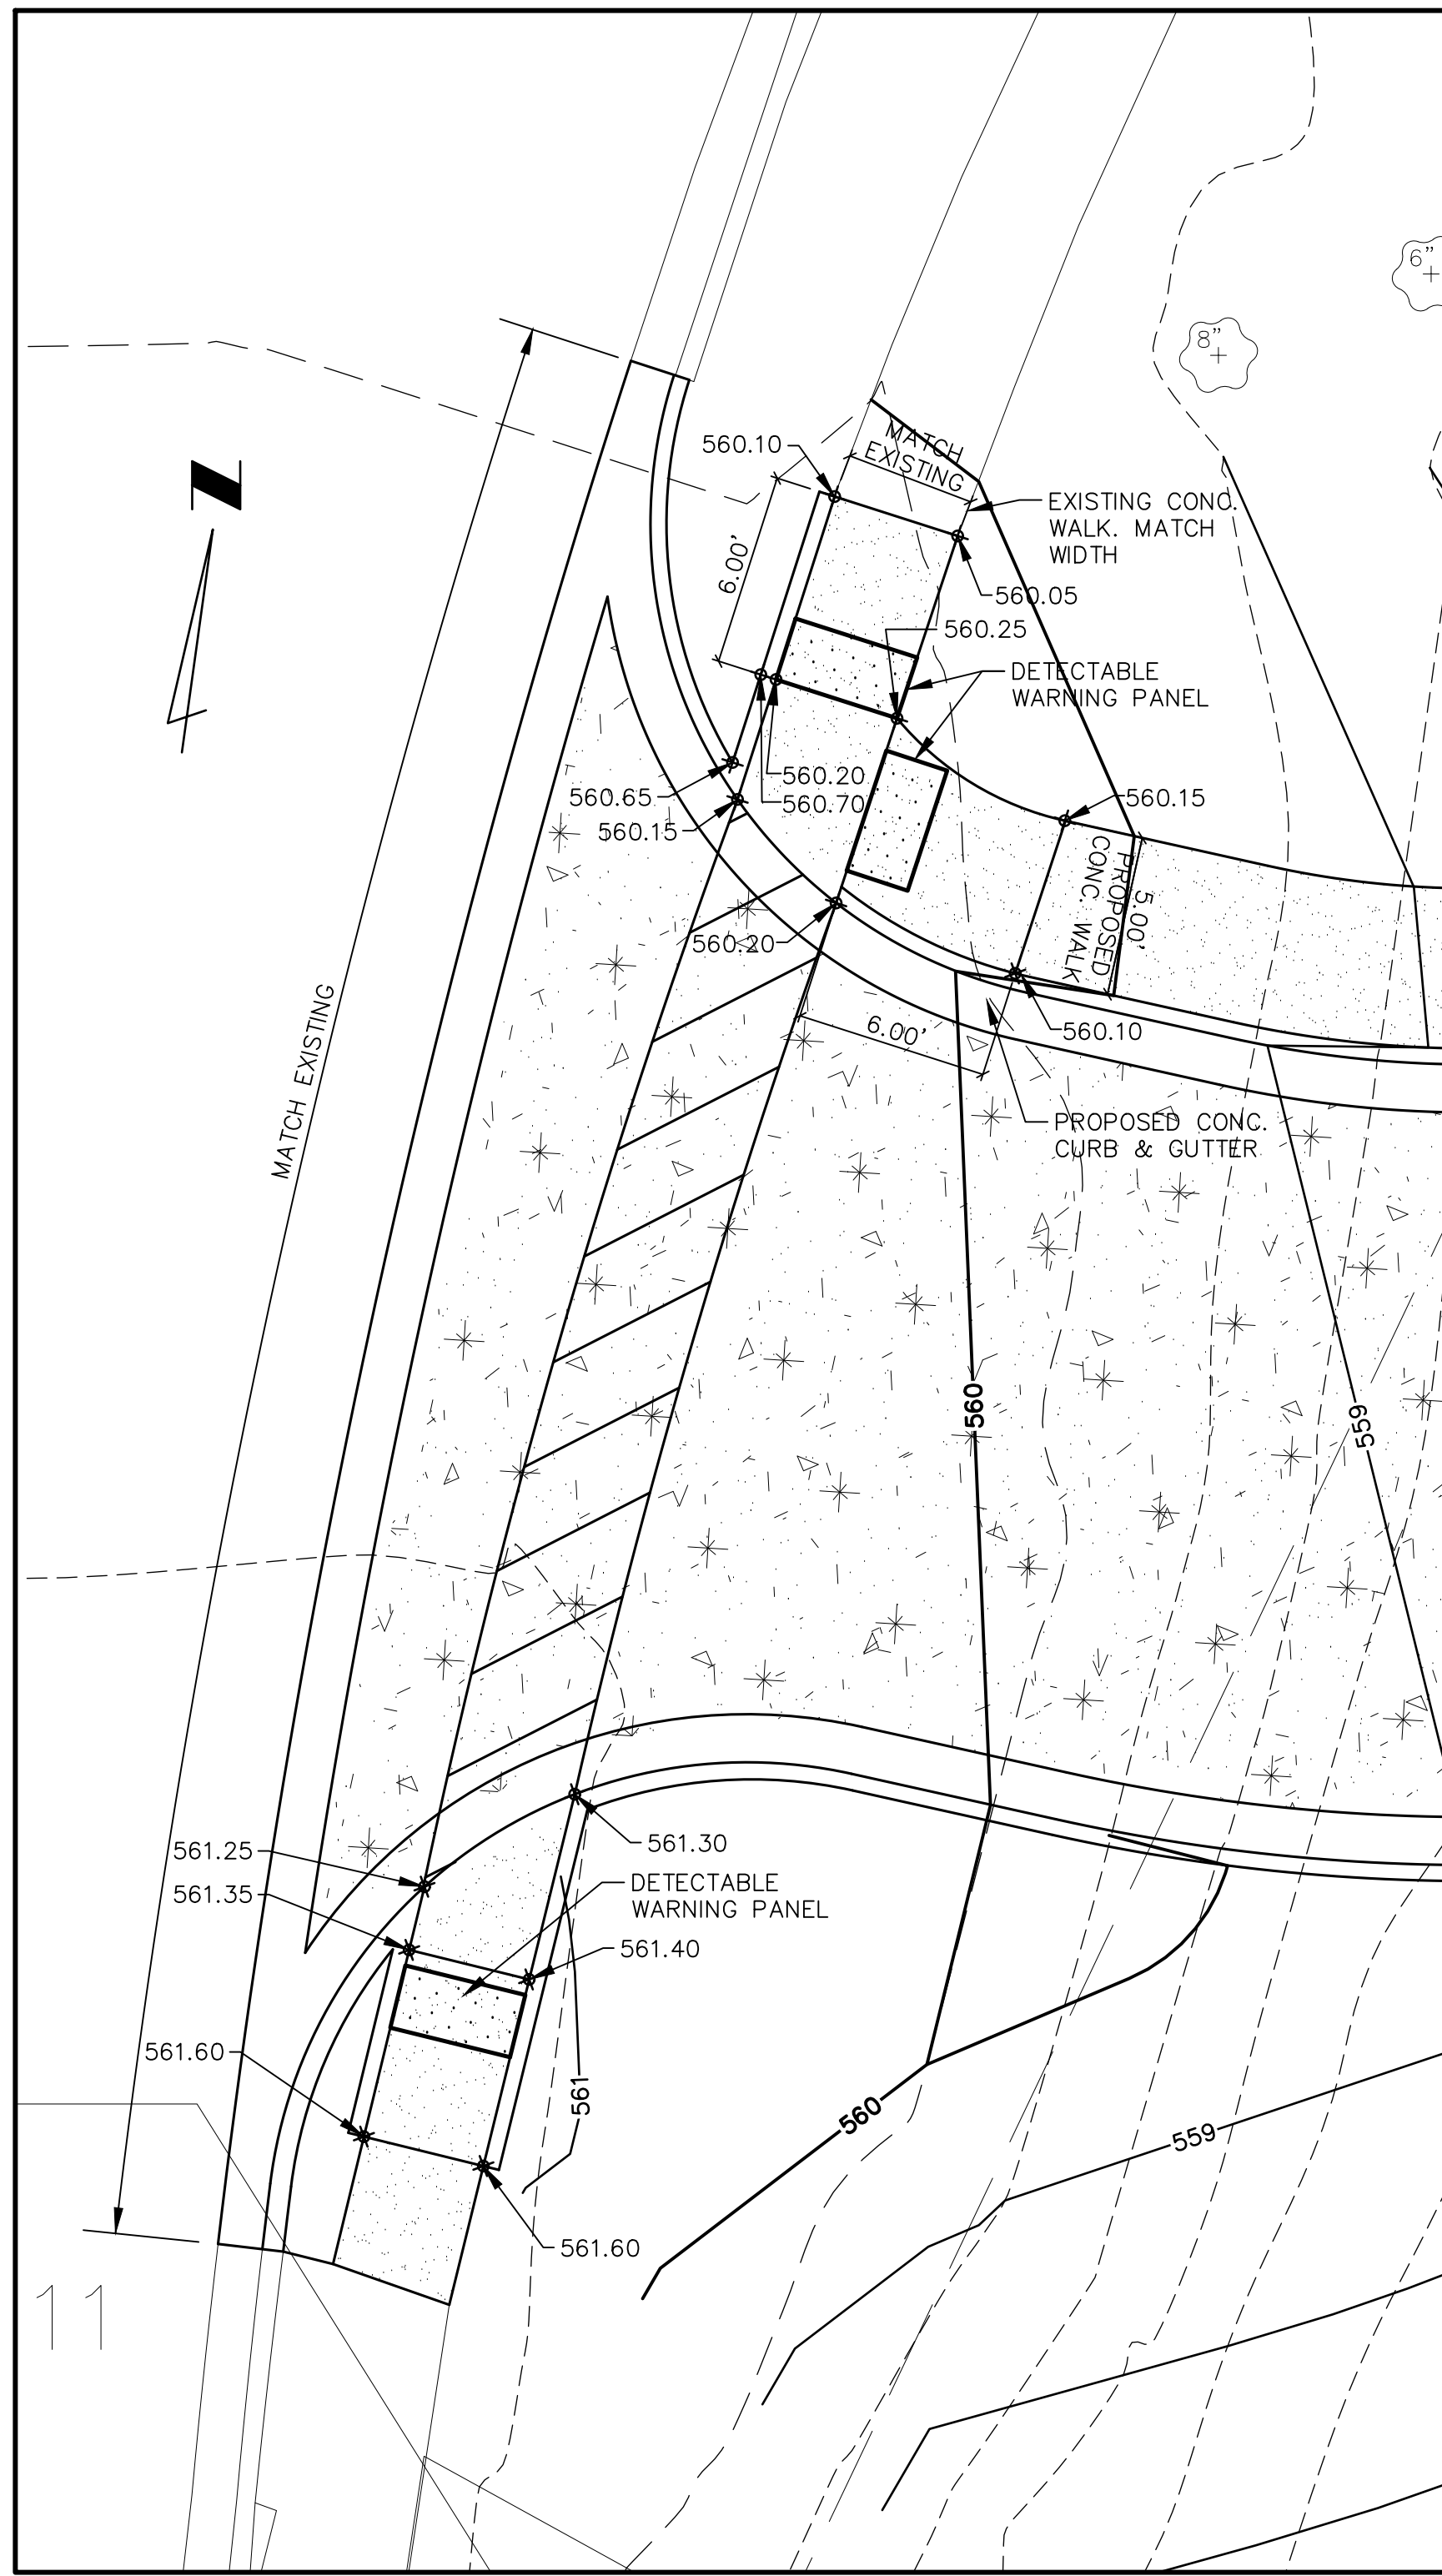 6"
8"
N
560.10
MATCH
EXISTING
EXISTING CONC.
WALK. MATCH
WIDTH
6.00'
560.05
560.25
DETECTABLE
WARNING PANEL
560.20
560.70
560.65
560.15
560.15
PROPOSED
CONC. WALK
5.00'
560.20
560.10
6.00'
MATCH EXISTING
PROPOSED CONC.
CURB & GUTTER
560
559
561.30
561.25
561.35
DETECTABLE
WARNING PANEL
561.40
561.60
561
560
559
561.60
11